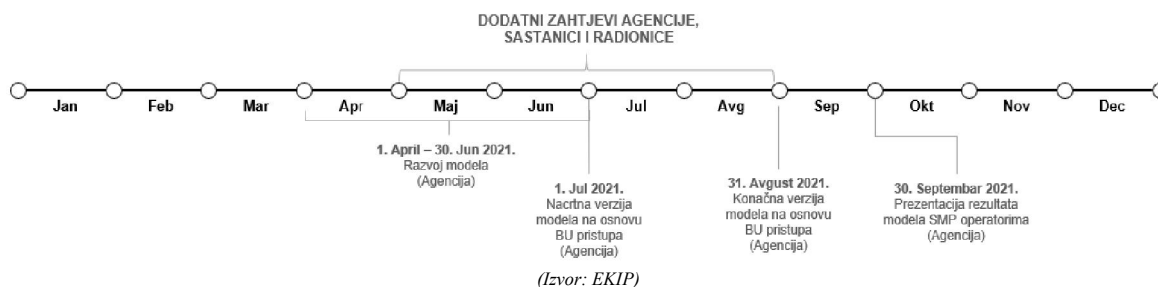 DODATNI ZAHTJEVI AGENCIJE,
SASTANICI I RADIONICE
Jan Feb Mar Apr Maj Jun Jul Avg Sep Okt Nov Dec
1. April – 30. Jun 2021.
Razvoj modela
(Agencija)
1. Jul 2021.
Nacrtna verzija
modela na osnovu
BU pristupa
(Agencija)
31. Avgust 2021.
Konačna verzija
modela na osnovu
BU pristupa
(Agencija)
30. Septembar 2021.
Prezentacija rezultata
modela SMP operatorima
(Agencija)
(Izvor: EKIP)